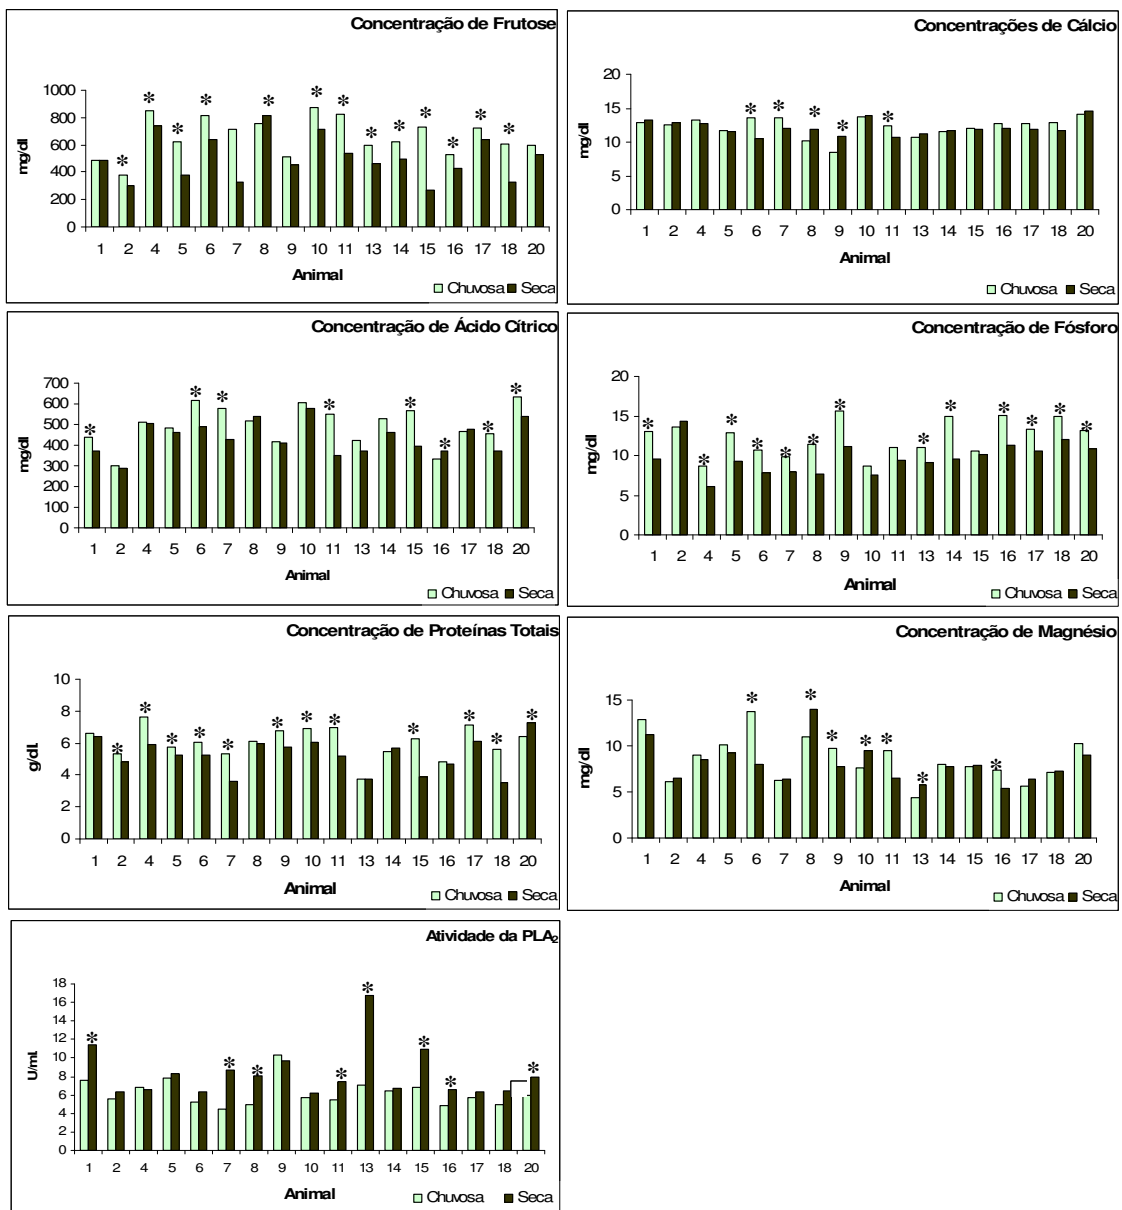 Concentração de Frutose
1000
800
600
400
200
0
mg/dl
* * * * * * * * * * * * *
1 2 4 5 6 7 8 9 10 11 13 14 15 16 17 18 20
Animal
Chuvosa Seca
Concentrações de Cálcio
20
15
10
5
0
mg/dl
* * * * *
1 2 4 5 6 7 8 9 10 11 13 14 15 16 17 18 20
Animal
Chuvosa Seca
Concentração de Ácido Cítrico
700
600
500
400
300
200
100
0
mg/dl
* * * * * * * *
1 2 4 5 6 7 8 9 10 11 13 14 15 16 17 18 20
Animal
Chuvosa Seca
Concentração de Fósforo
20
15
10
5
0
mg/dl
* * * * * * * * * * * * *
1 2 4 5 6 7 8 9 10 11 13 14 15 16 17 18 20
Animal
Chuvosa Seca
Concentração de Proteínas Totais
10
8
6
4
2
0
g/dl.
* * * * * * * * * * * *
1 2 4 5 6 7 8 9 10 11 13 14 15 16 17 18 20
Animal
Chuvosa Seca
Concentração de Magnésio
15
10
5
0
mg/dl
* * * * * * *
1 2 4 5 6 7 8 9 10 11 13 14 15 16 17 18 20
Animal
Chuvosa Seca
Atividade da PLA₂
18
16
14
12
10
8
6
4
2
0
U/ml.
* * * * * * * *
1 2 4 5 6 7 8 9 10 11 13 14 15 16 17 18 20
Animal
Chuvosa Seca